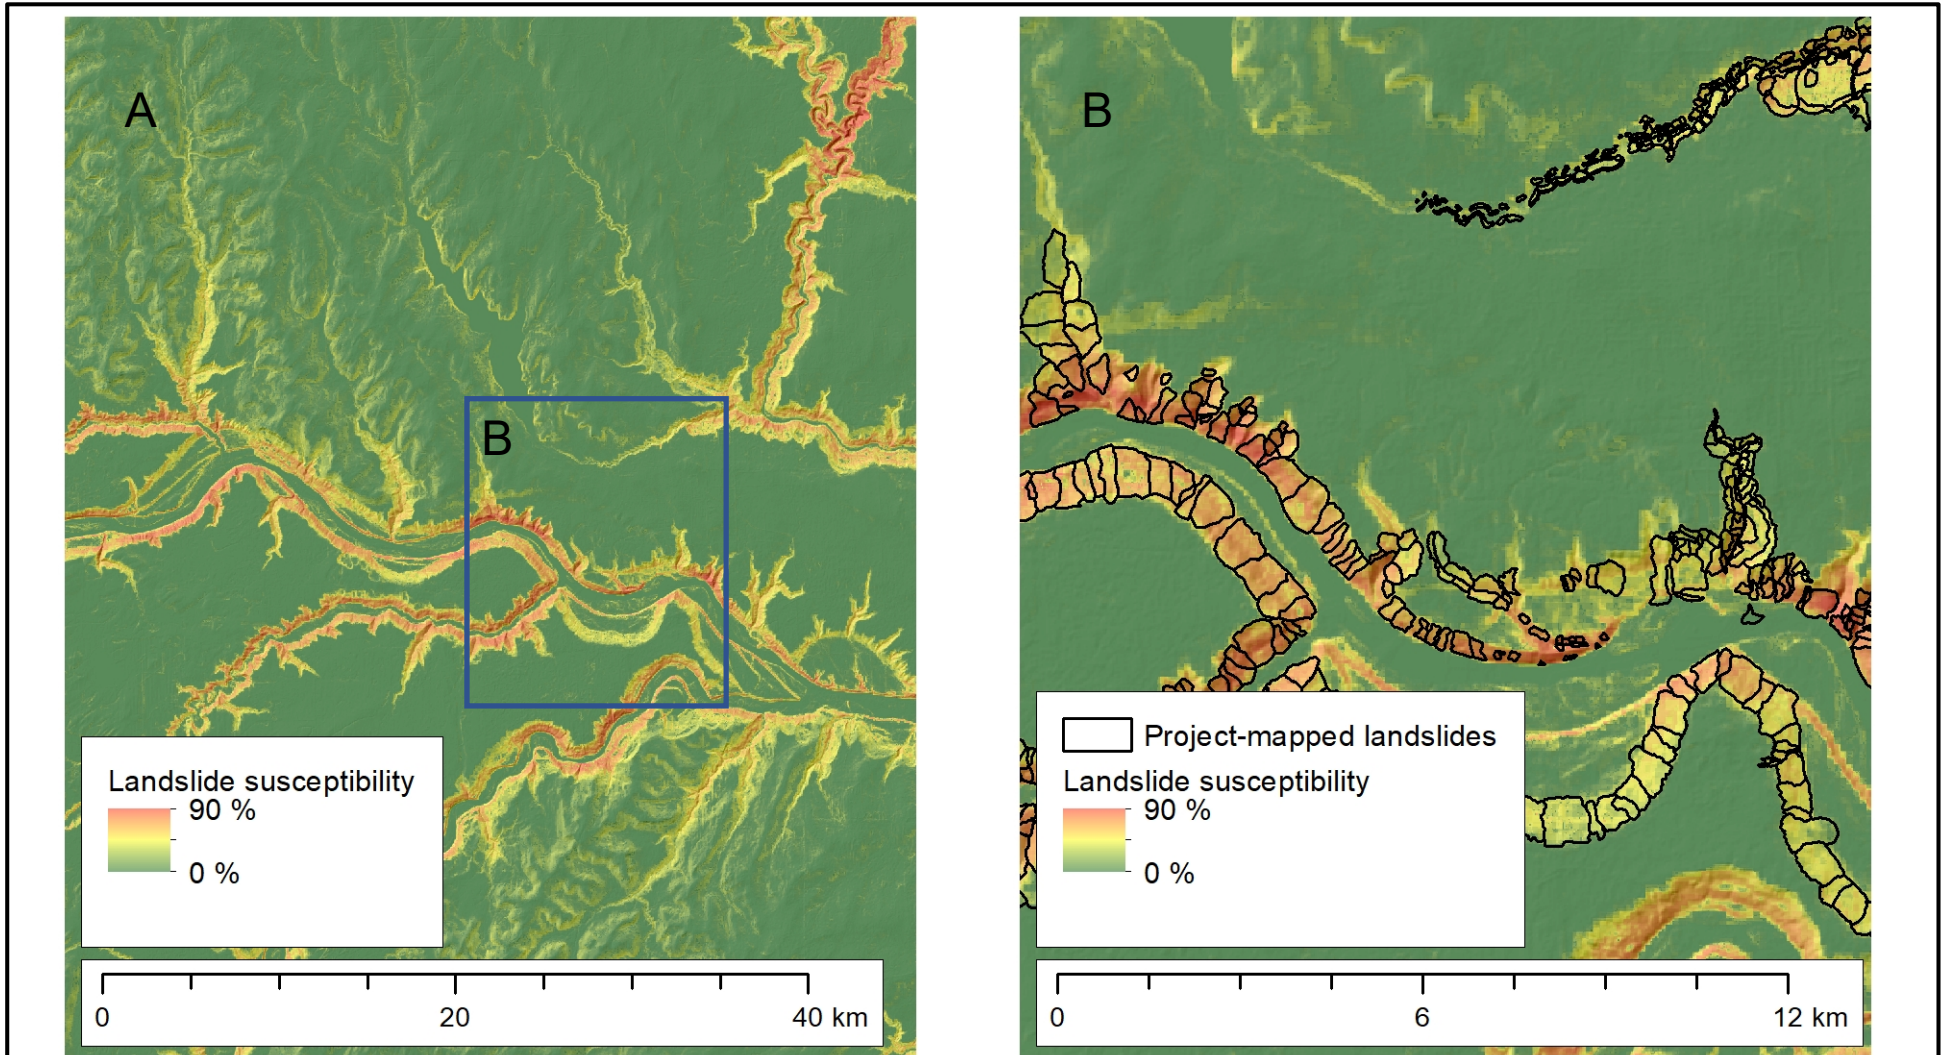 A
B
Landslide susceptibility
90 %
0 %
0
20
40 km
B
Project-mapped landslides
Landslide susceptibility
90 %
0 %
0
6
12 km